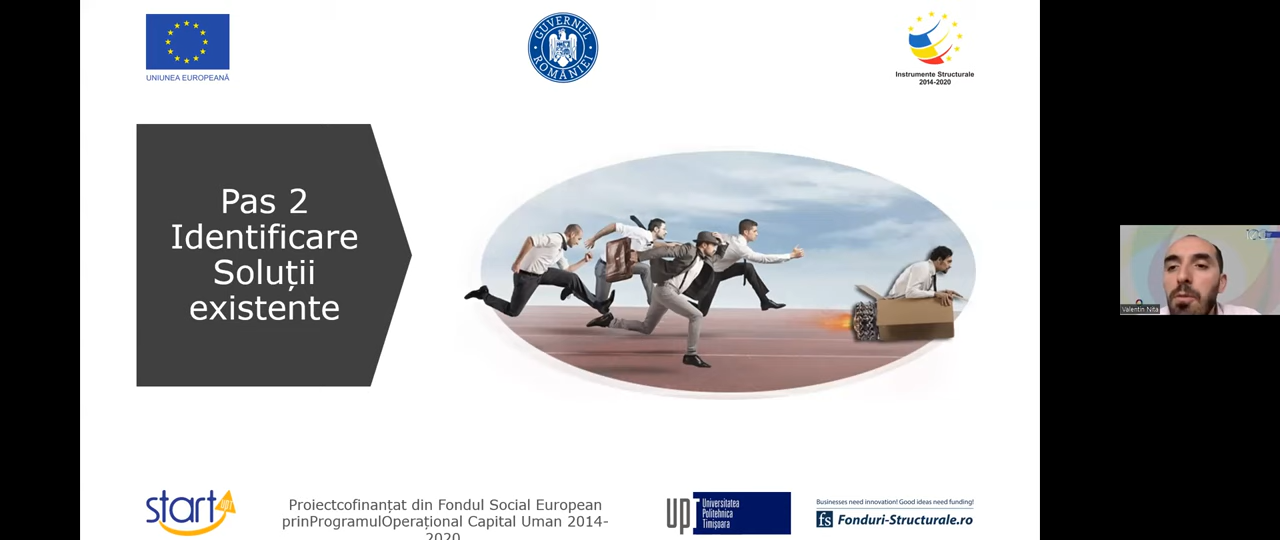 UNIUNEA EUROPEANĂ
GUVERNUL
ROMÂNIEI
Instrumente Structurale
2014-2020
Pas 2
Identificare
Soluții
existente
Valentin Nita
start
upt
Proiectcofinanțat din Fondul Social European
prinProgramulOperațional Capital Uman 2014-
2020
upt
Universitatea
Politehnica
Timișoara
Businesses need innovation! Good ideas need funding!
fs Fonduri-Structurale.ro